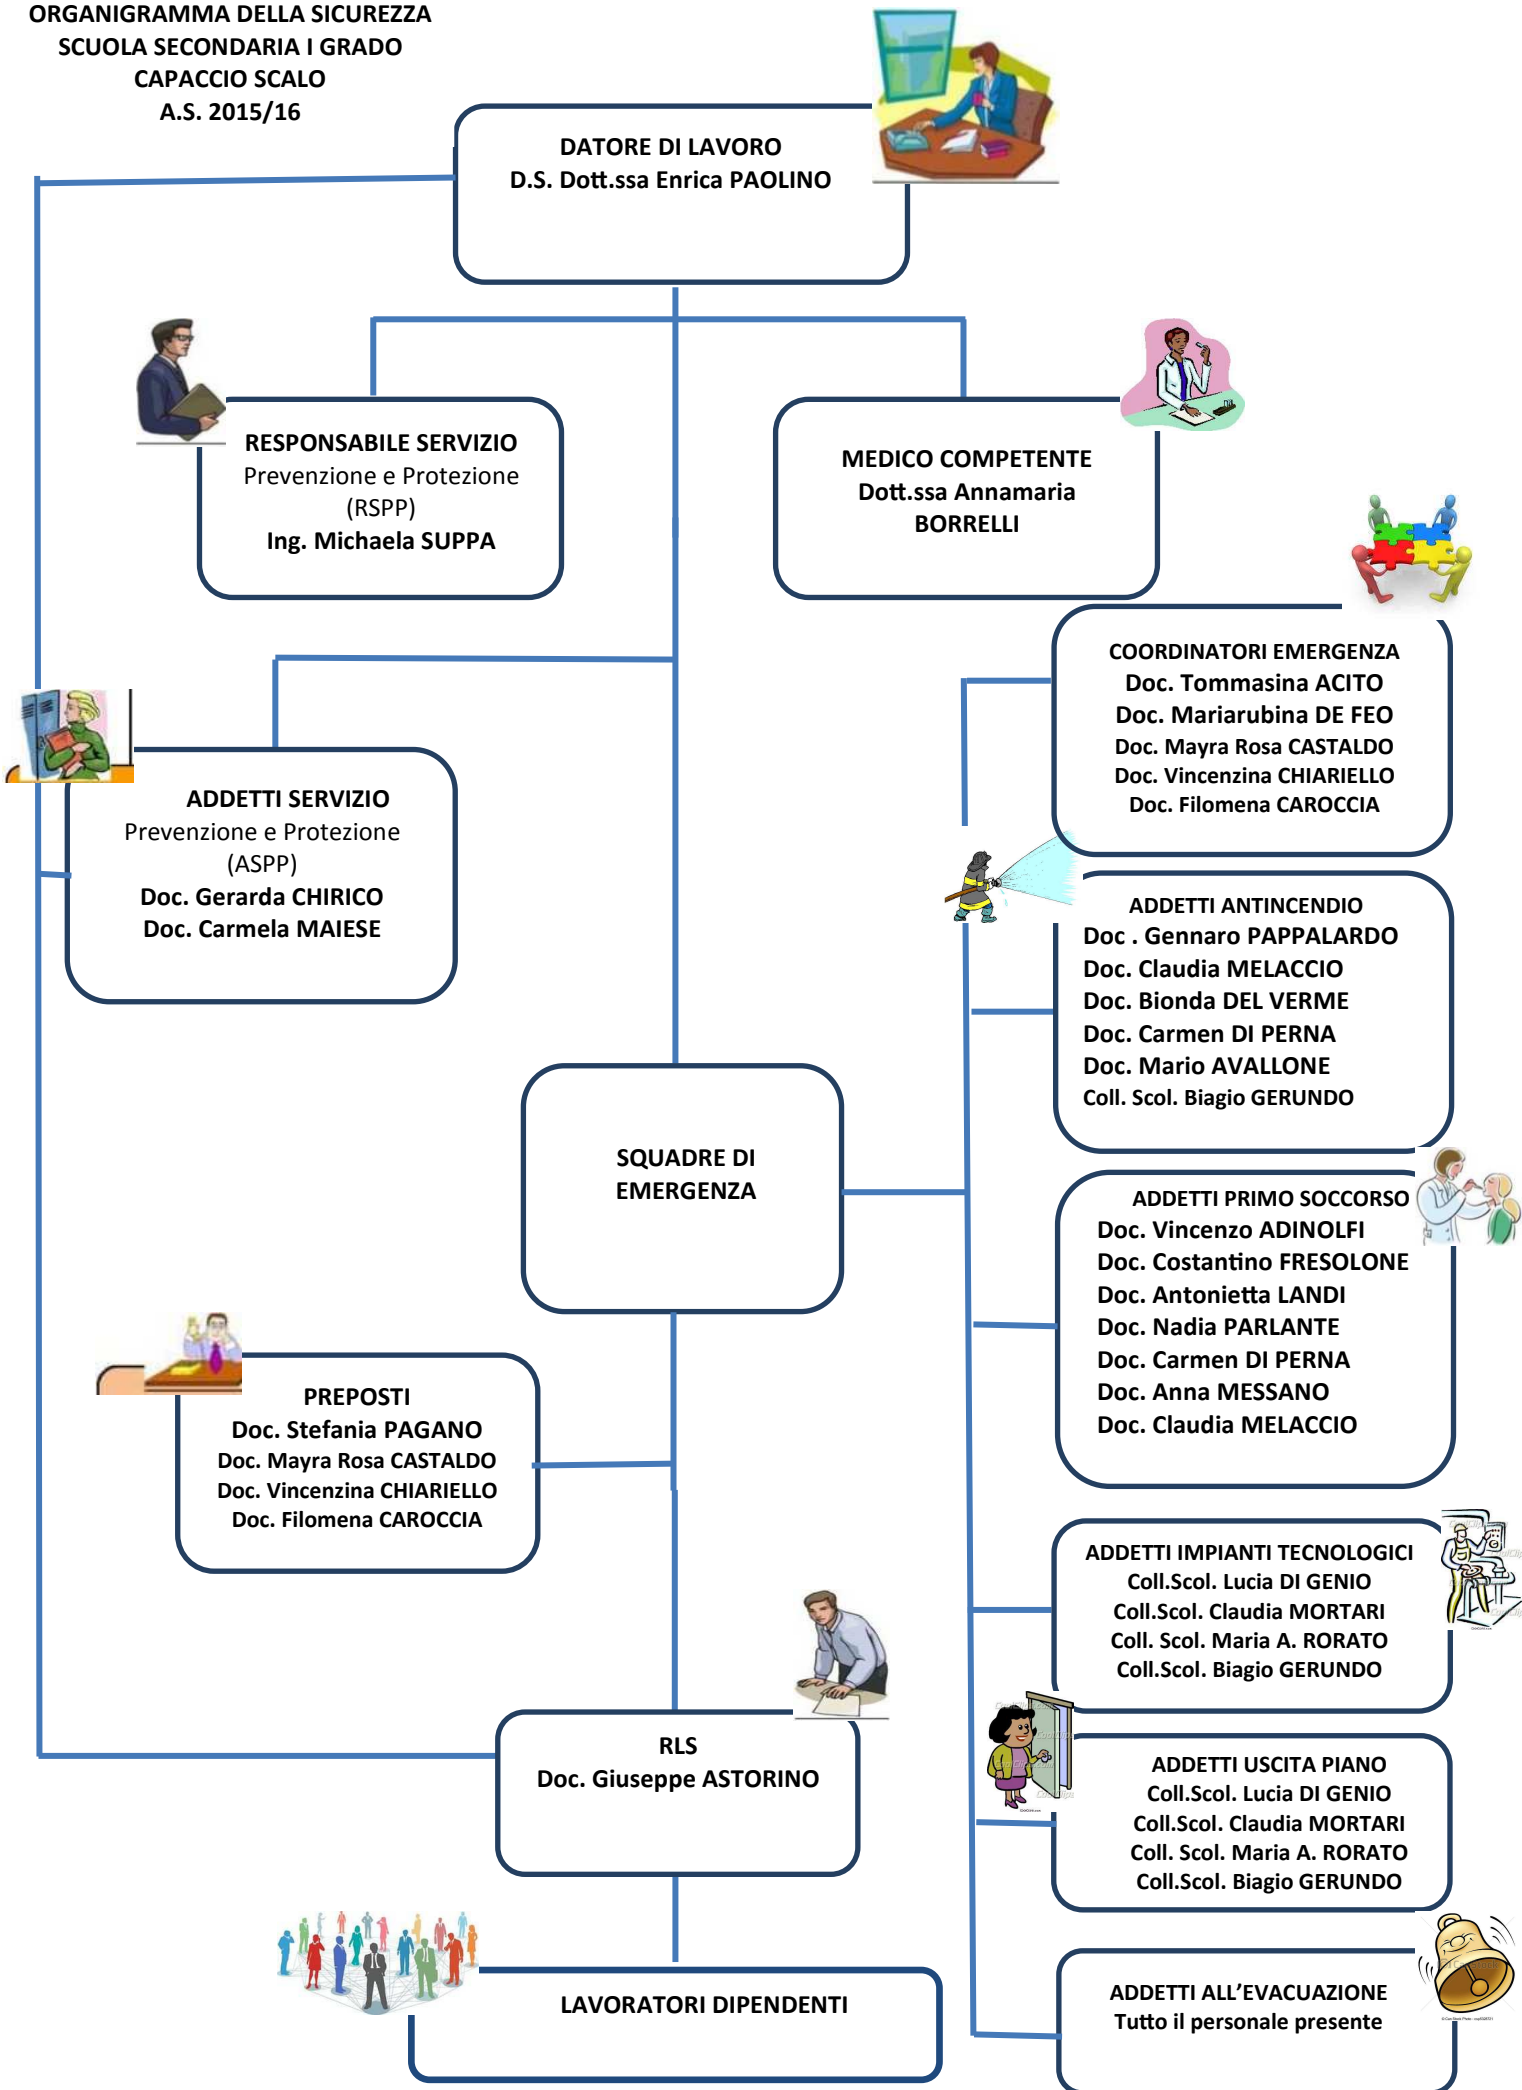 ORGANIGRAMMA DELLA SICUREZZA
SCUOLA SECONDARIA I GRADO
CAPACCIO SCALO
A.S. 2015/16
DATORE DI LAVORO
D.S. Dott.ssa Enrica PAOLINO
RESPONSABILE SERVIZIO
Prevenzione e Protezione
(RSPP)
Ing. Michaela SUPPA
MEDICO COMPETENTE
Dott.ssa Annamaria
BORRELLI
COORDINATORI EMERGENZA
Doc. Tommasina ACITO
Doc. Mariarubina DE FEO
Doc. Mayra Rosa CASTALDO
Doc. Vincenzina CHIARIELLO
Doc. Filomena CAROCCIA
ADDETTI SERVIZIO
Prevenzione e Protezione
(ASPP)
Doc. Gerarda CHIRICO
Doc. Carmela MAIESE
ADDETTI ANTINCENDIO
Doc . Gennaro PAPPALARDO
Doc. Claudia MELACCIO
Doc. Bionda DEL VERME
Doc. Carmen DI PERNA
Doc. Mario AVALLONE
Coll. Scol. Biagio GERUNDO
SQUADRE DI
EMERGENZA
ADDETTI PRIMO SOCCORSO
Doc. Vincenzo ADINOLFI
Doc. Costantino FRESOLONE
Doc. Antonietta LANDI
Doc. Nadia PARLANTE
Doc. Carmen DI PERNA
Doc. Anna MESSANO
Doc. Claudia MELACCIO
PREPOSTI
Doc. Stefania PAGANO
Doc. Mayra Rosa CASTALDO
Doc. Vincenzina CHIARIELLO
Doc. Filomena CAROCCIA
ADDETTI IMPIANTI TECNOLOGICI
Coll.Scol. Lucia DI GENIO
Coll.Scol. Claudia MORTARI
Coll. Scol. Maria A. RORATO
Coll.Scol. Biagio GERUNDO
RLS
Doc. Giuseppe ASTORINO
ADDETTI USCITA PIANO
Coll.Scol. Lucia DI GENIO
Coll.Scol. Claudia MORTARI
Coll. Scol. Maria A. RORATO
Coll.Scol. Biagio GERUNDO
LAVORATORI DIPENDENTI
ADDETTI ALL'EVACUAZIONE
Tutto il personale presente